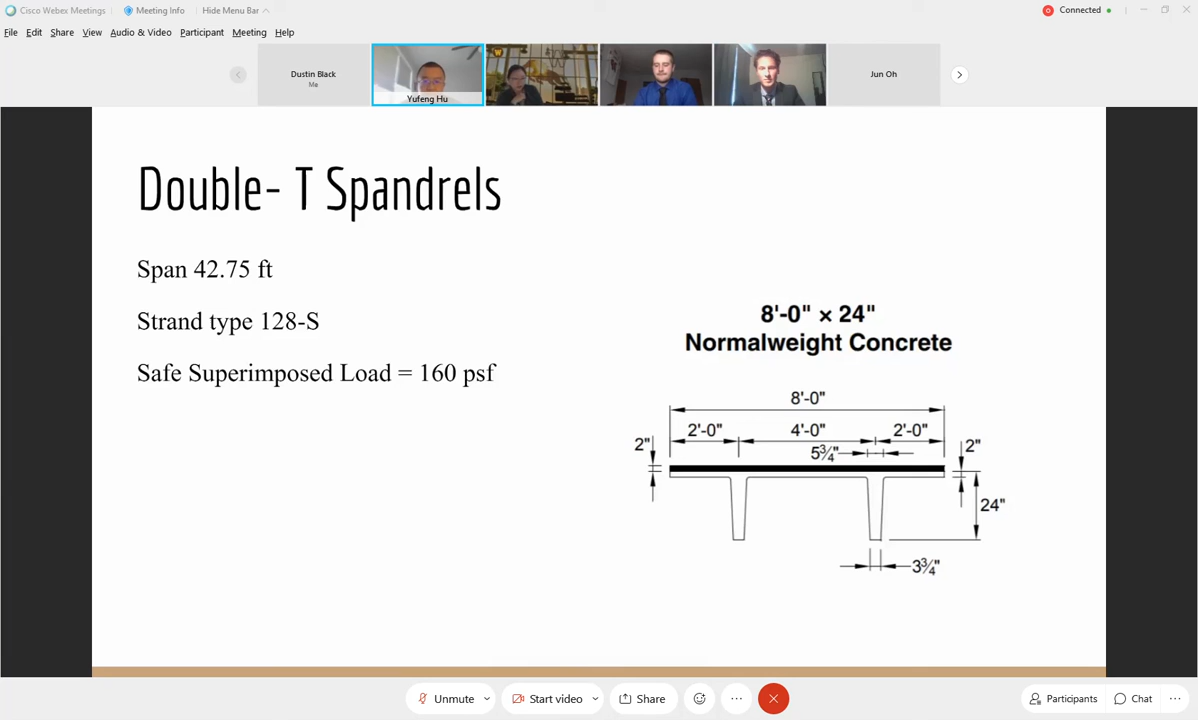 Cisco Webex Meetings
Meeting Info
Hide Menu Bar
Connected
File Edit Share View Audio & Video Participant Meeting Help
Dustin Black
Me
Yufeng Hu
W
Jun Oh
Double- T Spandrels
Span 42.75 ft
Strand type 128-S
Safe Superimposed Load = 160 psf
8'-0" × 24"
Normalweight Concrete
8'-0"
2'-0" 4'-0" 2'-0"
2" 5¾" 2"
24"
3¾"
Unmute
Start video
Share
Participants
Chat